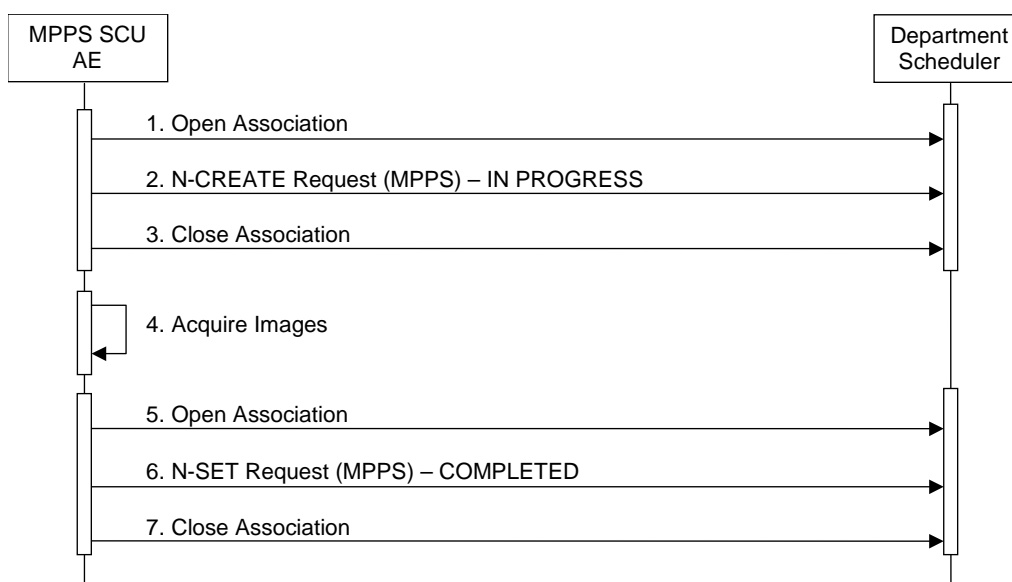 MPPS SCU
AE
Department
Scheduler
1. Open Association
2. N-CREATE Request (MPPS) – IN PROGRESS
3. Close Association
4. Acquire Images
5. Open Association
6. N-SET Request (MPPS) – COMPLETED
7. Close Association